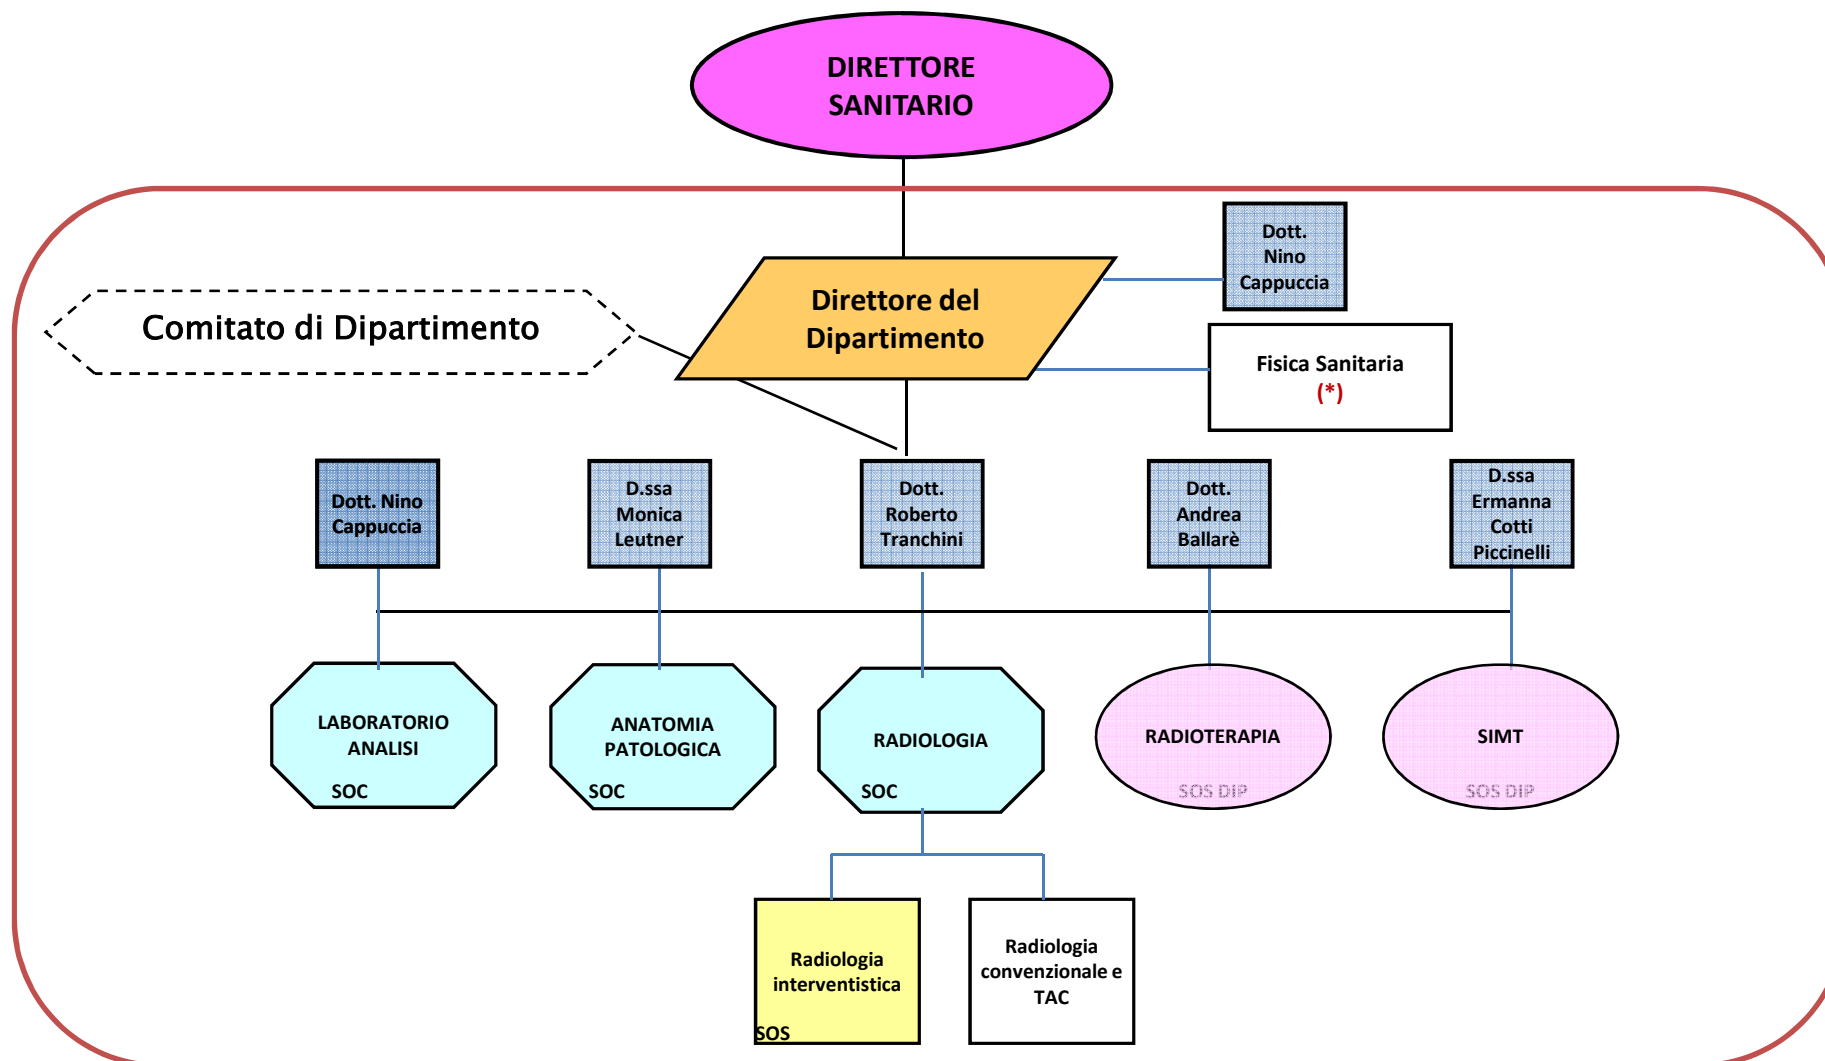 DIRETTORE
SANITARIO
Dott.
Nino
Cappuccia
Comitato di Dipartimento
Direttore del
Dipartimento
Fisica Sanitaria
(*)
Dott. Nino
Cappuccia
D.ssa
Monica
Leutner
Dott.
Roberto
Tranchini
Dott.
Andrea
Ballarè
D.ssa
Ermanna
Cotti
Piccinelli
LABORATORIO
ANALISI
SOC
ANATOMIA
PATOLOGICA
SOC
RADIOLOGIA
SOC
RADIOTERAPIA
SOS DIP
SIMT
SOS DIP
Radiologia
interventistica
SOS
Radiologia
convenzionale e
TAC